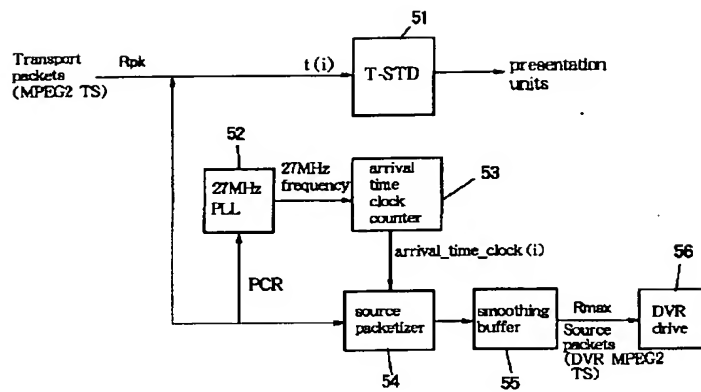 51
Transport
packets
(MPEG2 TS)
Rpk
t(i)
T-STD
presentation
units
52
27MHz
PLL
27MHz
frequency
arrival
time
clock
counter
53
arrival_time_clock(i)
PCR
source
packetizer
54
smoothing
buffer
55
Rmax
Source
packets
(DVR MPEG2
TS)
56
DVR
drive